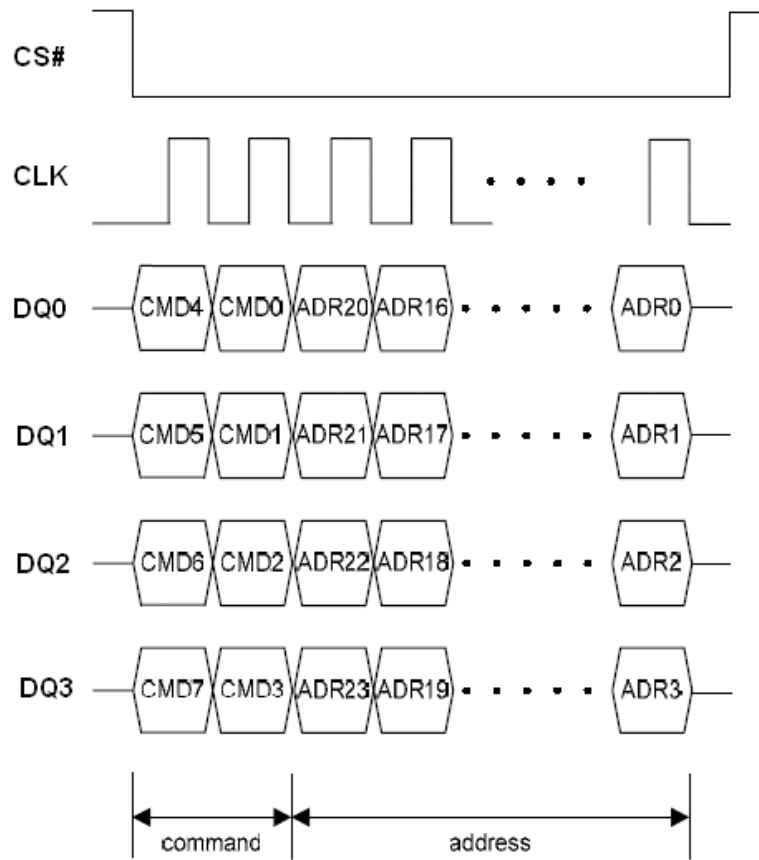 CS#
CLK
DQ0 CMD4 CMD0 ADR20 ADR16 ADR0
DQ1 CMD5 CMD1 ADR21 ADR17 ADR1
DQ2 CMD6 CMD2 ADR22 ADR18 ADR2
DQ3 CMD7 CMD3 ADR23 ADR19 ADR3
command address